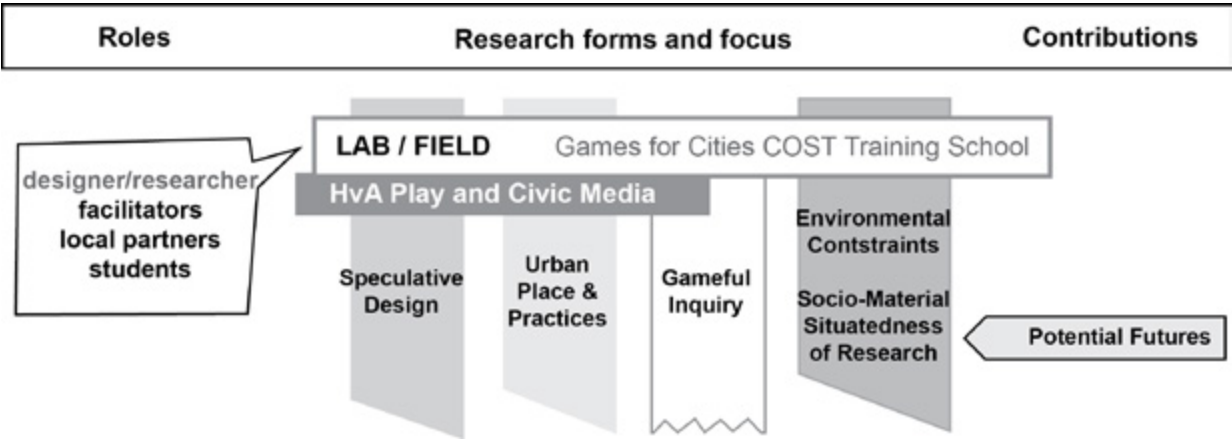 Roles
Research forms and focus
Contributions
LAB / FIELD
Games for Cities COST Training School
HvA Play and Civic Media
designer/researcher
facilitators
local partners
students
Speculative
Design
Urban
Place &
Practices
Gameful
Inquiry
Environmental
Contstraints
Socio-Material
Situatedness
of Research
Potential Futures